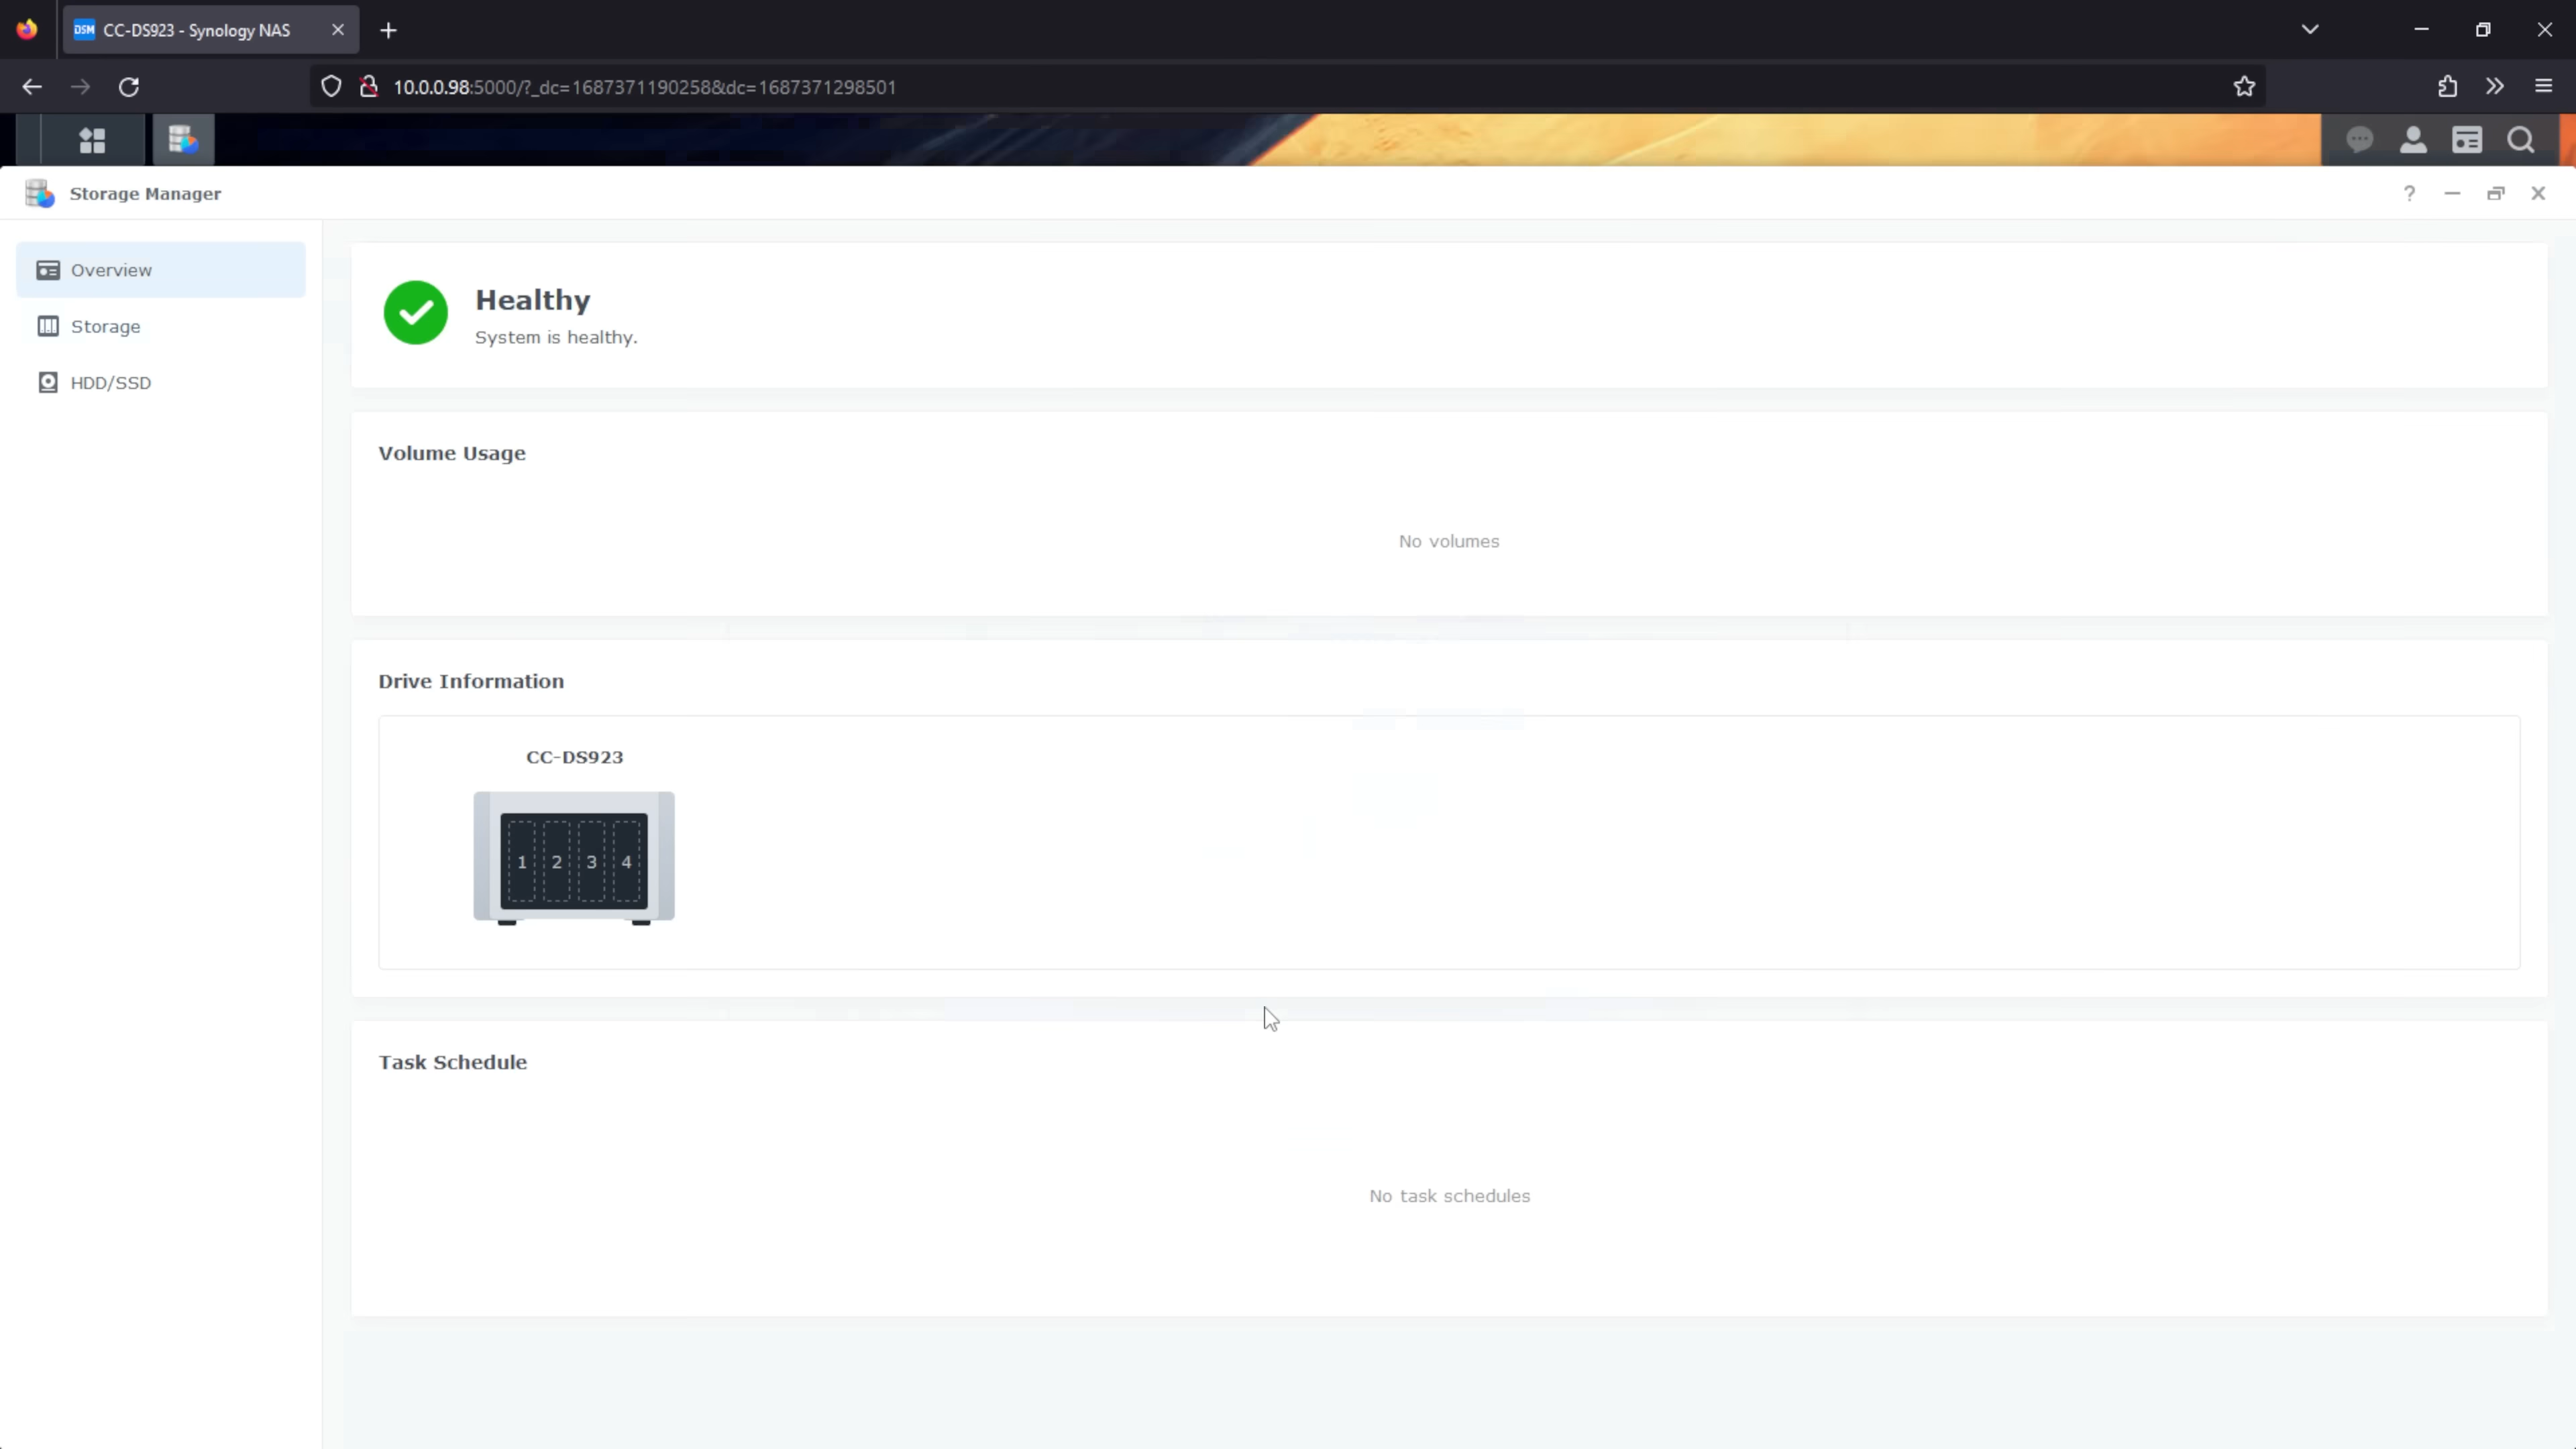 DSM CC-DS923 - Synology NAS
10.0.0.98:5000/?_dc=1687371190258&dc=1687371298501
Storage Manager
Overview
Storage
HDD/SSD
Healthy
System is healthy.
Volume Usage
No volumes
Drive Information
CC-DS923
1 2 3 4
Task Schedule
No task schedules